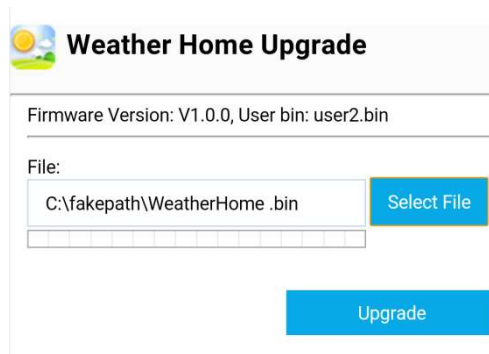 Weather Home Upgrade
Firmware Version: V1.0.0, User bin: user2.bin
File:
C:\fakepath\WeatherHome .bin
Select File
Upgrade